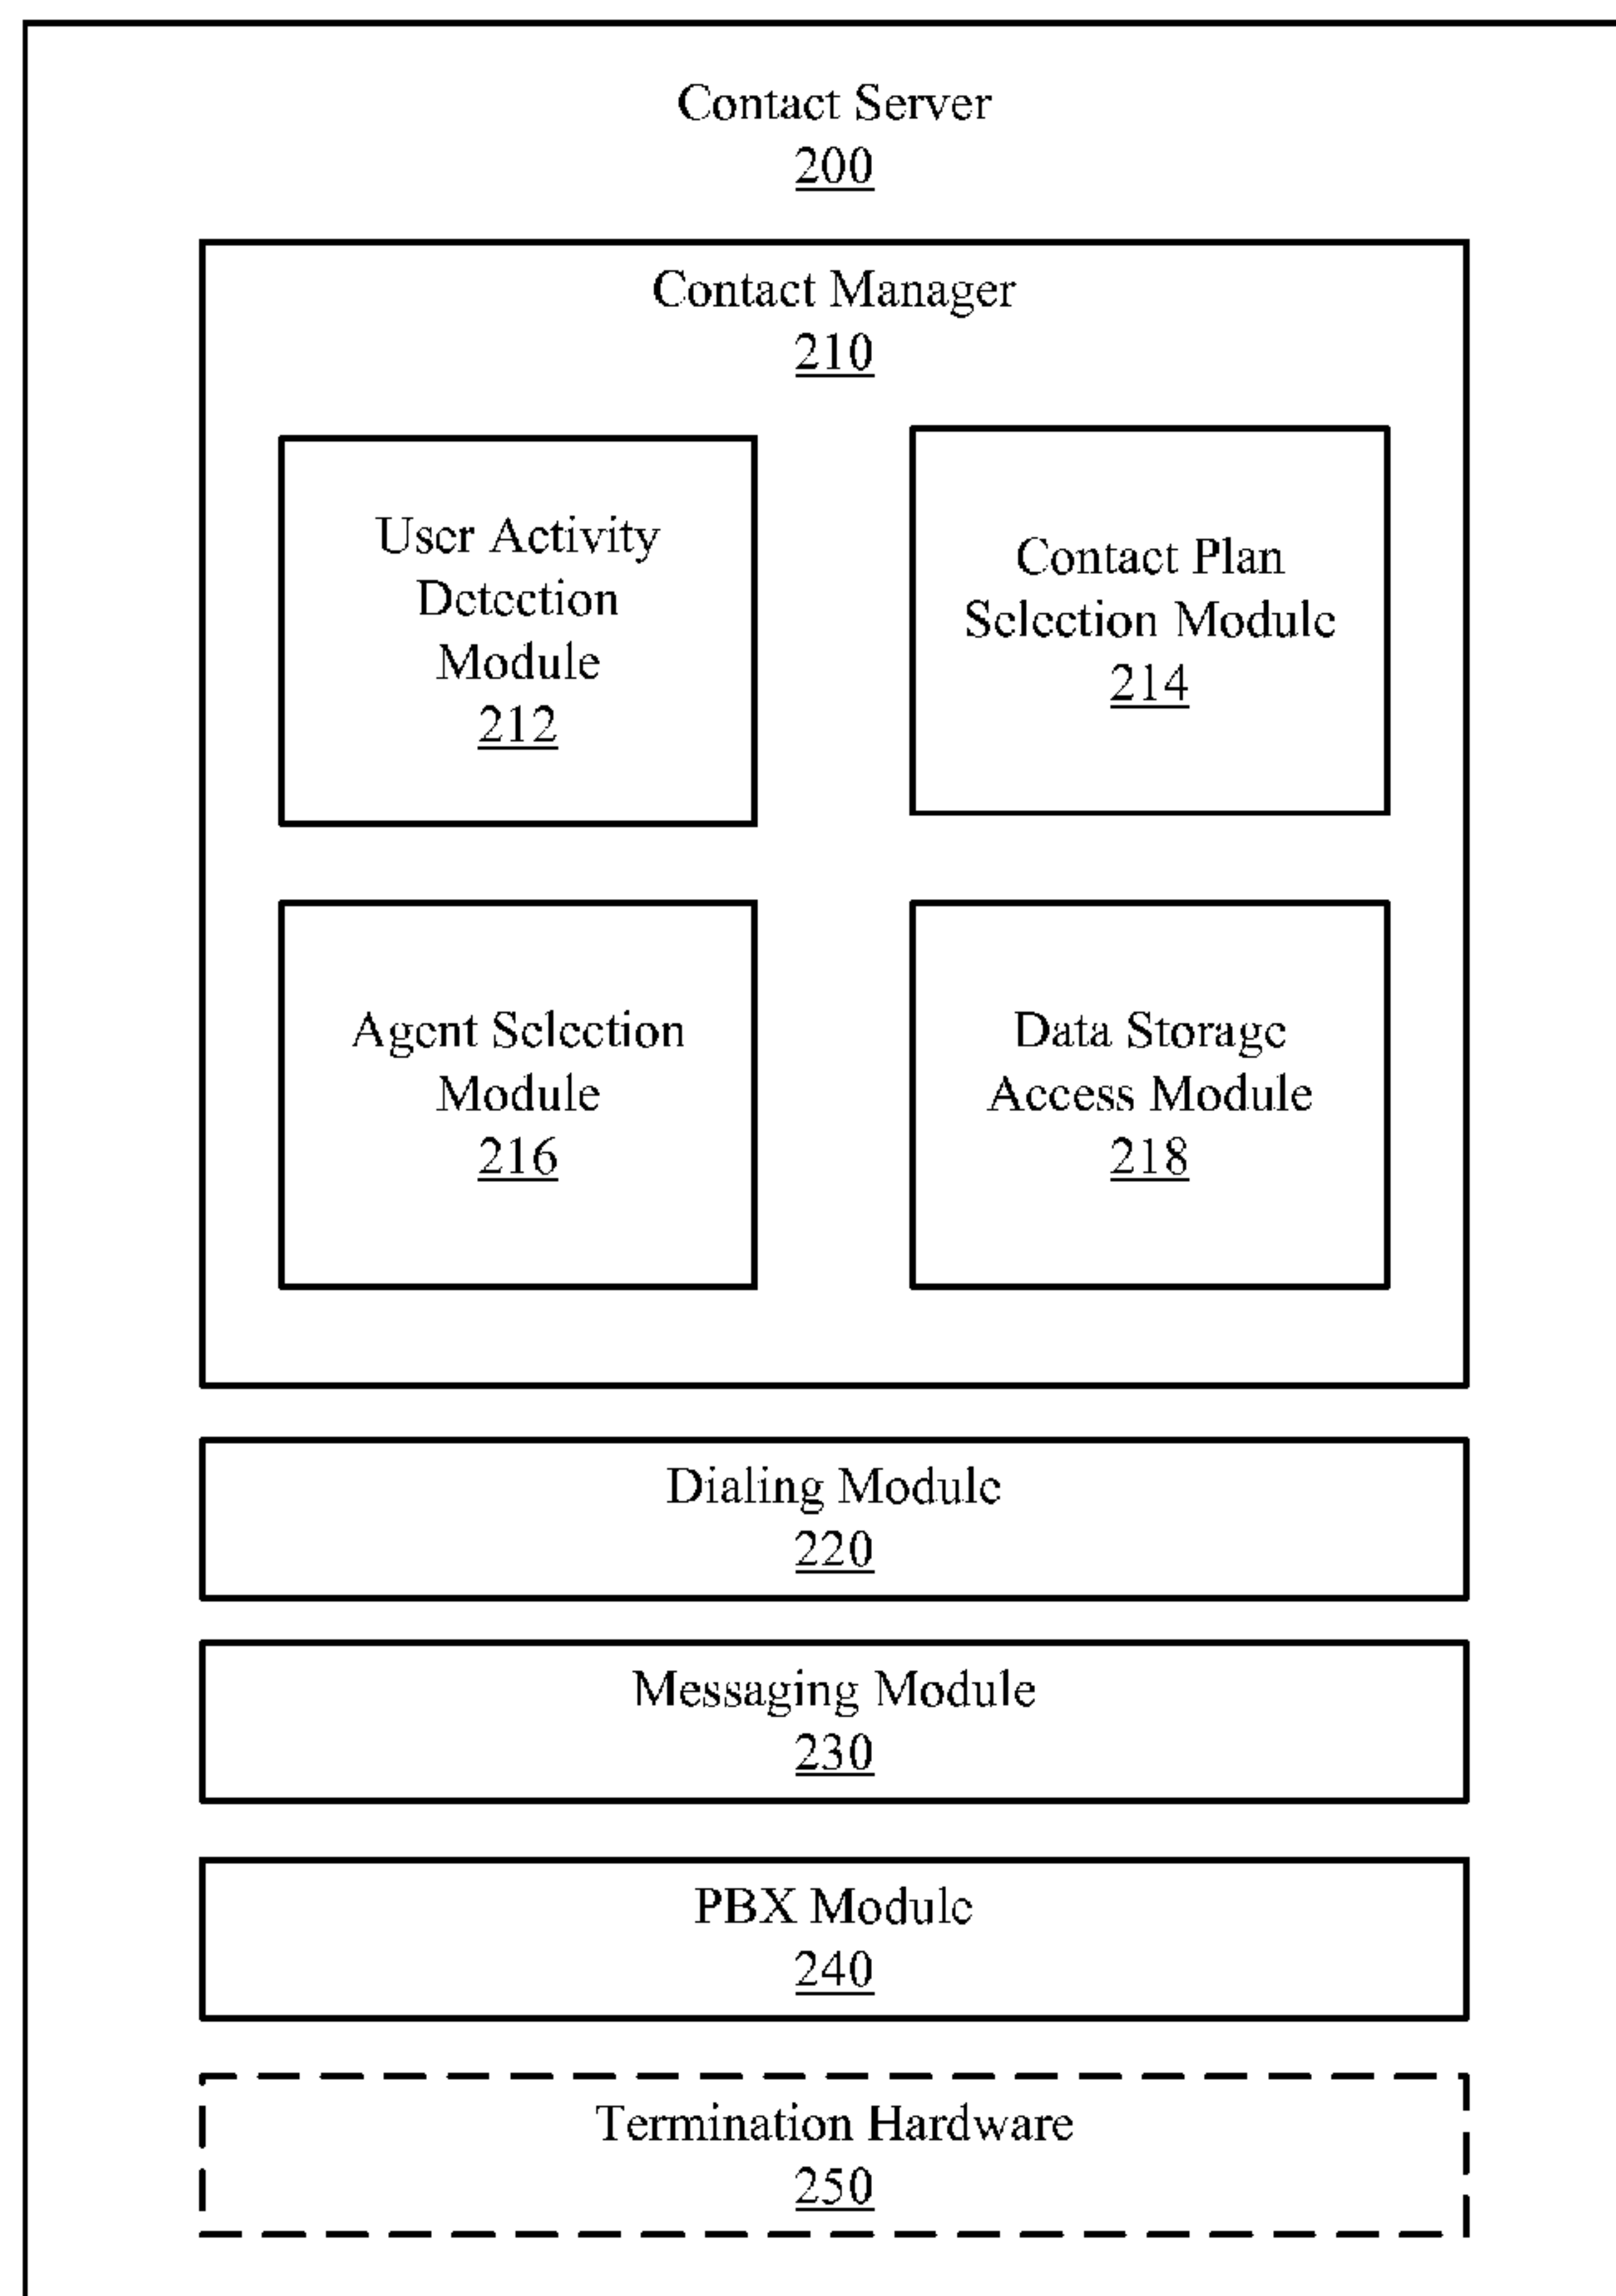 Contact Server
200
Contact Manager
210
User Activity
Detection
Module
212
Contact Plan
Selection Module
214
Agent Selection
Module
216
Data Storage
Access Module
218
Dialing Module
220
Messaging Module
230
PBX Module
240
Termination Hardware
250